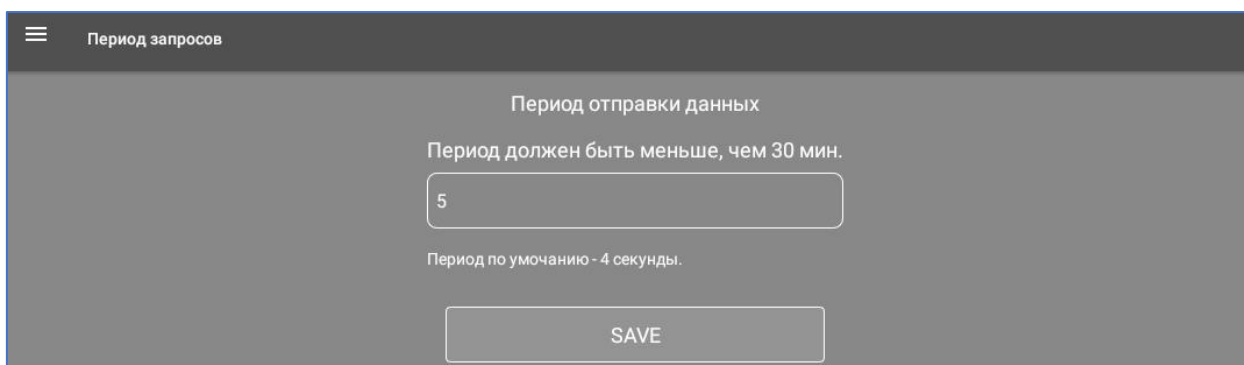 Период запросов
Период отправки данных
Период должен быть меньше, чем 30 мин.
5
Период по умочанию - 4 секунды.
SAVE